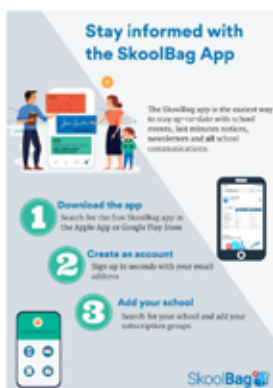 Stay informed with
the SkoolBag App
The SkoolBag app is the easiest way
to stay up-to-date with school
events, last minutes notices,
newsletters and all school
communications
1
Download the app
Search for the free SkoolBag app in
the Apple App or Google Play Store
2
Create an account
Sign up in seconds with your email
address
3
Add your school
Search for your school and add your
subscription groups
SkoolBag